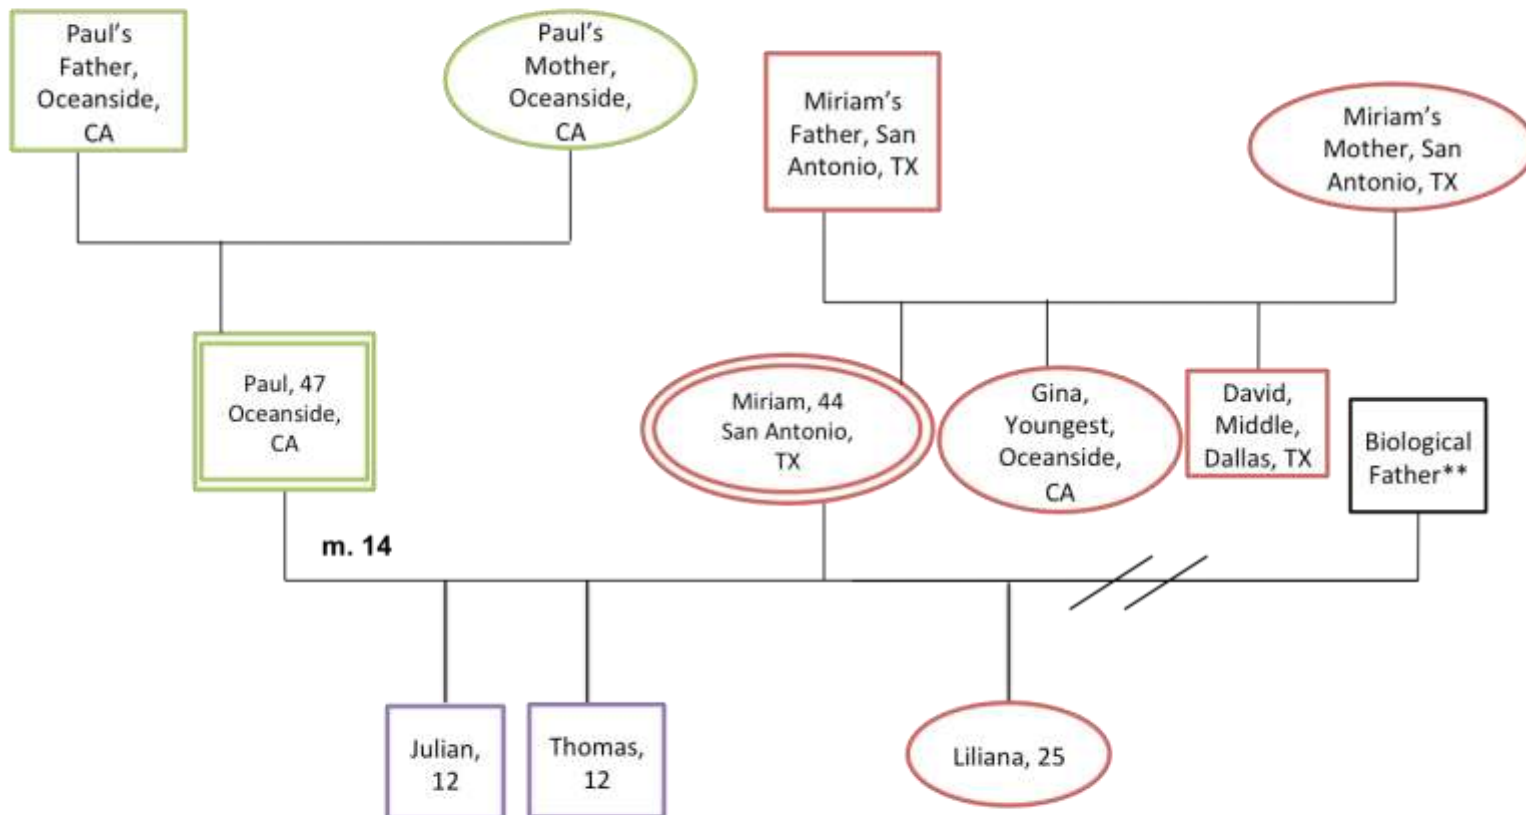 Paul’s
Father,
Oceanside,
CA
Paul’s
Mother,
Oceanside,
CA
Miriam’s
Father, San
Antonio, TX
Miriam’s
Mother, San
Antonio, TX
Paul, 47
Oceanside,
CA
Miriam, 44
San Antonio,
TX
Gina,
Youngest,
Oceanside,
CA
David,
Middle,
Dallas, TX
Biological
Father**
m. 14
Julian,
12
Thomas,
12
Liliana, 25